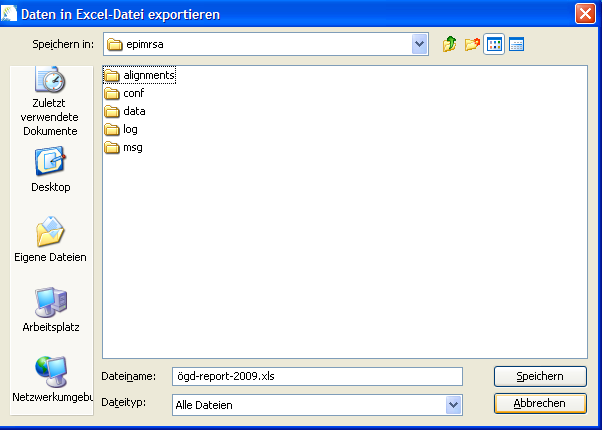 Daten in Excel-Datei exportieren
Speichern in: epimrsa
Zuletzt
verwendete
Dokumente
Desktop
Eigene Dateien
Arbeitsplatz
Netzwerkumgebu
alignments
conf
data
log
msg
Dateiname: ögd-report-2009.xls Speichern
Dateityp: Alle Dateien Abbrechen